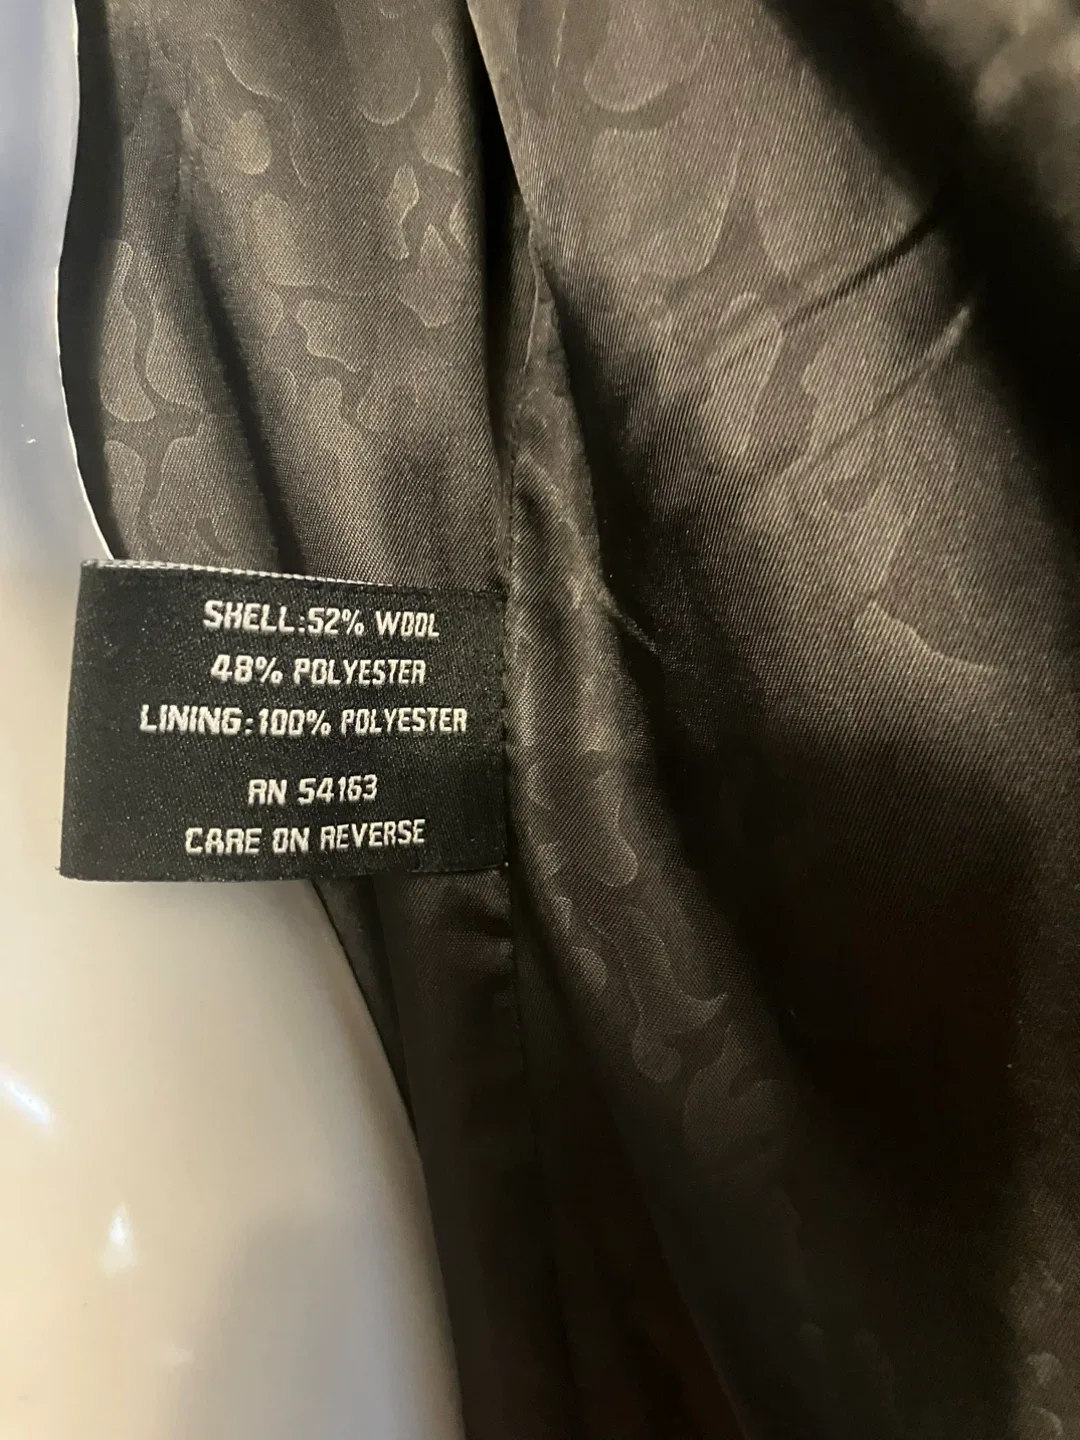 SHELL:52% WOOL
48% POLYESTER
LINING:100% POLYESTER
RN 54163
CARE ON REVERSE